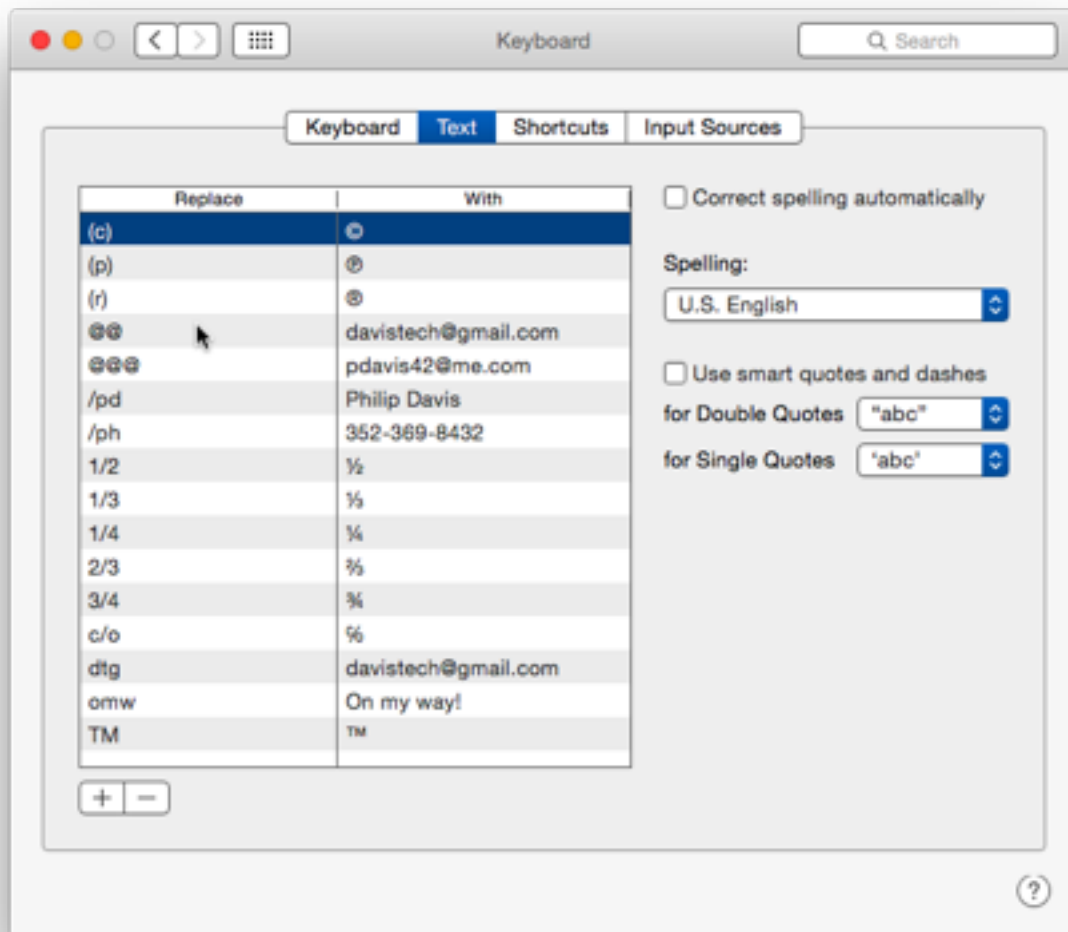 Keyboard
Search
Keyboard Text Shortcuts Input Sources
Replace With
(c) ©
(p) ℗
(r) ®
@@ davistech@gmail.com
@@@ pdavis42@me.com
/pd Philip Davis
/ph 352-369-8432
1/2 ½
1/3 ⅓
1/4 ¼
2/3 ⅔
3/4 ¾
c/o ℅
dtg davistech@gmail.com
omw On my way!
TM ™
Correct spelling automatically
Spelling:
U.S. English
Use smart quotes and dashes
for Double Quotes “abc”
for Single Quotes ‘abc’
?